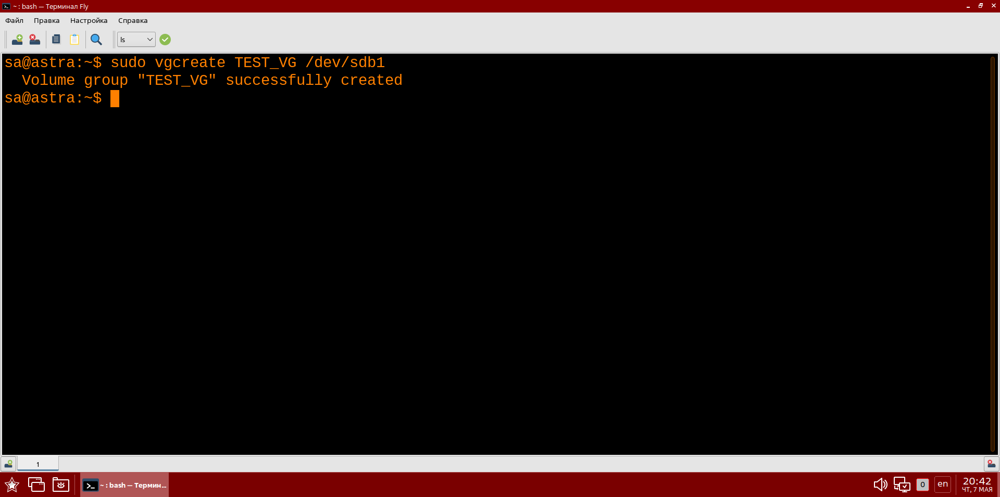 ~ : bash — Терминал Fly
Файл Правка Настройка Справка
ls
sa@astra:~$ sudo vgcreate TEST_VG /dev/sdb1
  Volume group "TEST_VG" successfully created
sa@astra:~$
1
~ : bash — Термин...
0
en
20:42
ЧТ, 7 МАЯ